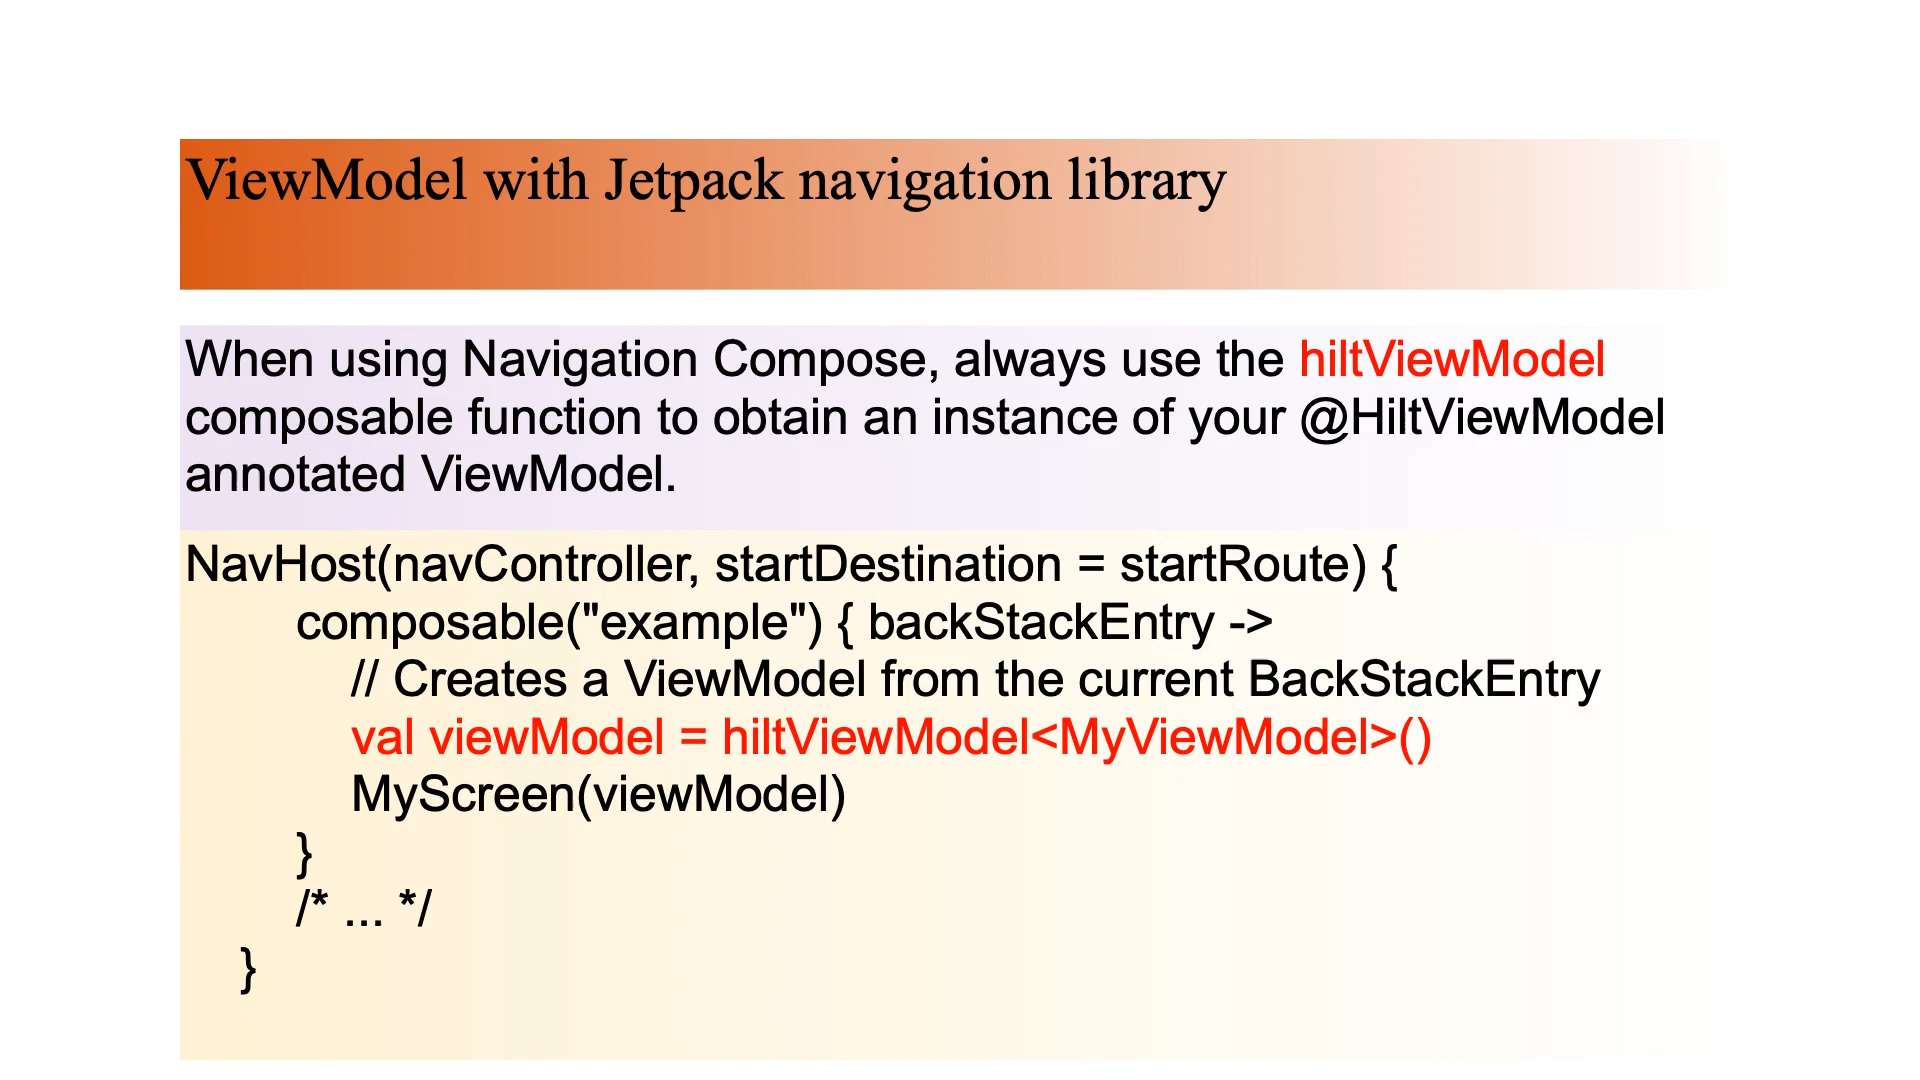 ViewModel with Jetpack navigation library
When using Navigation Compose, always use the hiltViewModel
composable function to obtain an instance of your @HiltViewModel
annotated ViewModel.
NavHost(navController, startDestination = startRoute) {
composable("example") { backStackEntry ->
// Creates a ViewModel from the current BackStackEntry
val viewModel = hiltViewModel<MyViewModel>()
MyScreen(viewModel)
}
/* ... */
}